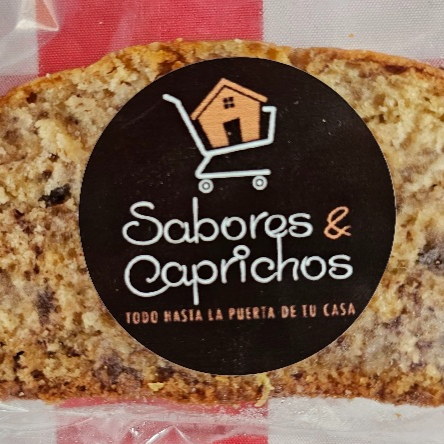 Sabores &
Caprichos
TODO HASTA LA PUERTA DE TU CASA